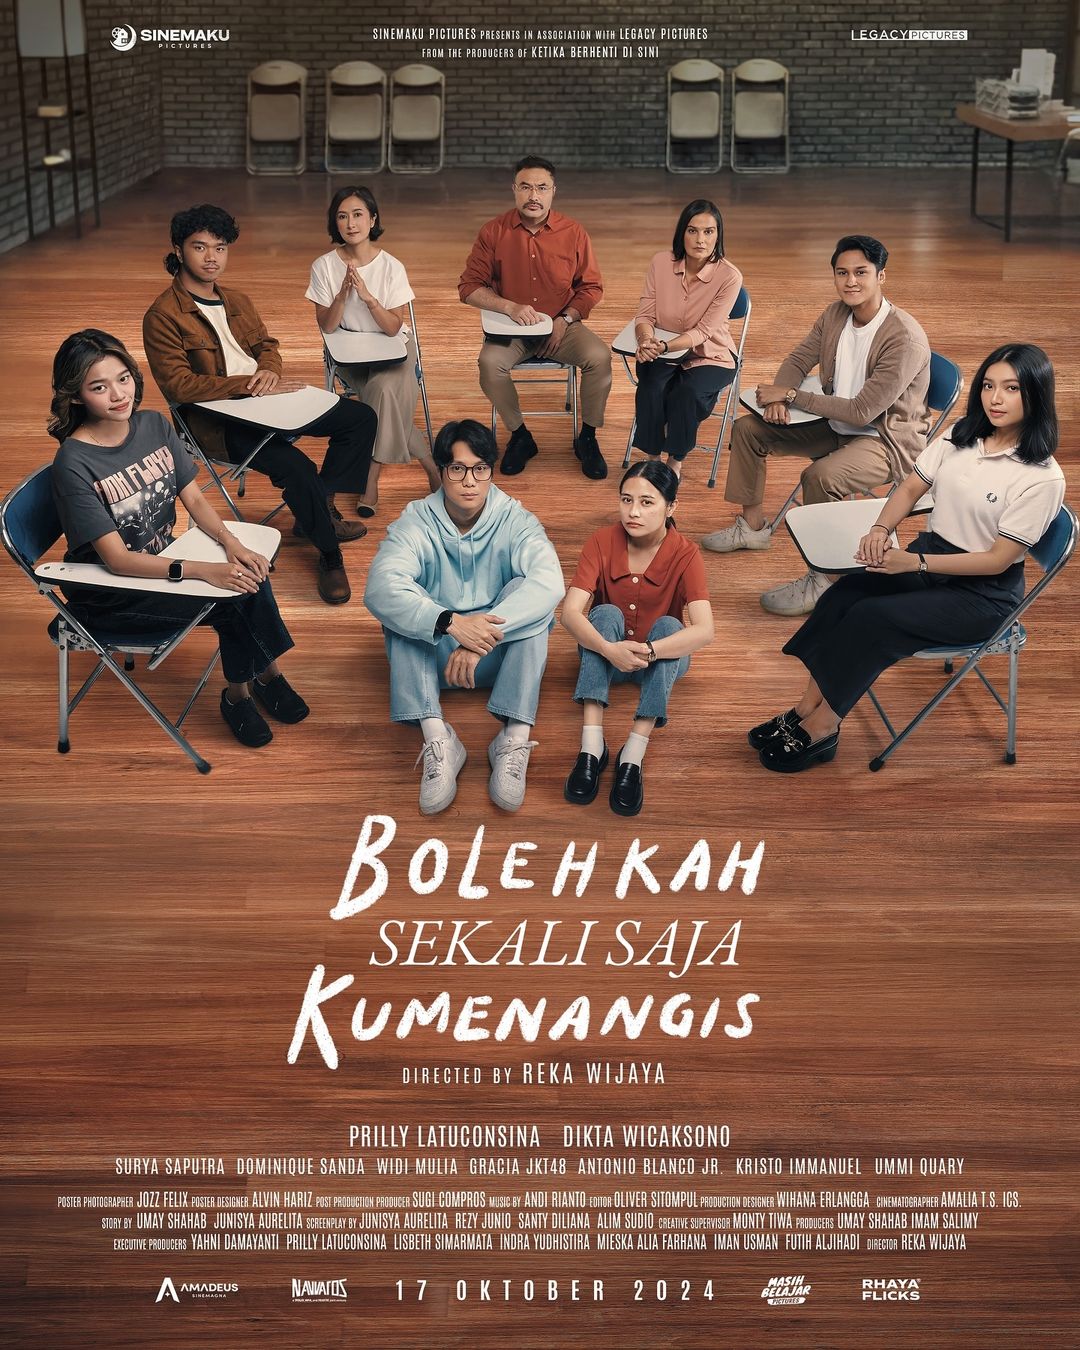 SINEMAKU
PICTURES
SINEMAKU PICTURES PRESENTS IN ASSOCIATION WITH LEGACY PICTURES
FROM THE PRODUCERS OF KETIKA BERHENTI DI SINI
LEGACY PICTURES
PINK FLOYD
BOLEHKAH
SEKALI SAJA
KUMENANGIS
DIRECTED BY REKA WIJAYA
PRILLY LATUCONSINA DIKTA WICAKSONO
SURYA SAPUTRA DOMINIQUE SANDA WIDI MULIA GRACIA JKT48 ANTONIO BLANCO JR. KRISTO IMMANUEL UMMI QUARY
POSTER PHOTOGRAPHER JOZZ FELIX POSTER DESIGNER ALVIN HARIZ POST PRODUCTION PRODUCER SUGI COMPROS MUSIC BY ANDI RIANTO EDITOR OLIVER SITOMPUL PRODUCTION DESIGNER WIHANA ERLANGGA CINEMATOGRAPHER AMALIA T.S. ICS.
STORY BY UMAY SHAHAB JUNISYA AURELITA SCREENPLAY BY JUNISYA AURELITA REZY JUNIO SANTY DILIANA ALIM SUDIO CREATIVE SUPERVISOR MONTY TIWA PRODUCERS UMAY SHAHAB IMAM SALIMY
EXECUTIVE PRODUCERS YAHNI DAMAYANTI PRILLY LATUCONSINA LISBETH SIMARMATA INDRA YUDHISTIRA MIESKA ALIA FARHANA IMAN USMAN FUTIH ALJIHADI DIRECTOR REKA WIJAYA
AMADEUS
SINEMAGNA
17 OKTOBER 2024
MASIH
BELAJAR
PICTURES
RHAYA
FLICKS